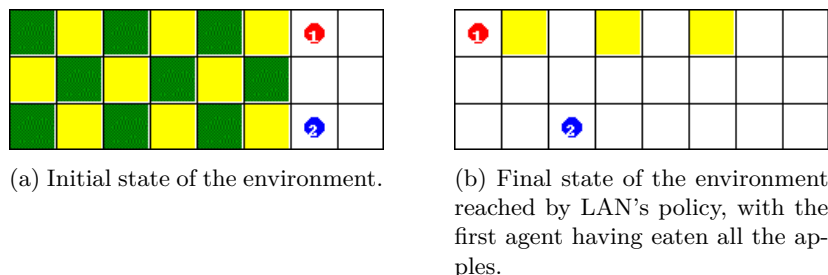 1
2
(a) Initial state of the environment.
1
2
(b) Final state of the environment
reached by LAN's policy, with the
first agent having eaten all the ap-
ples.